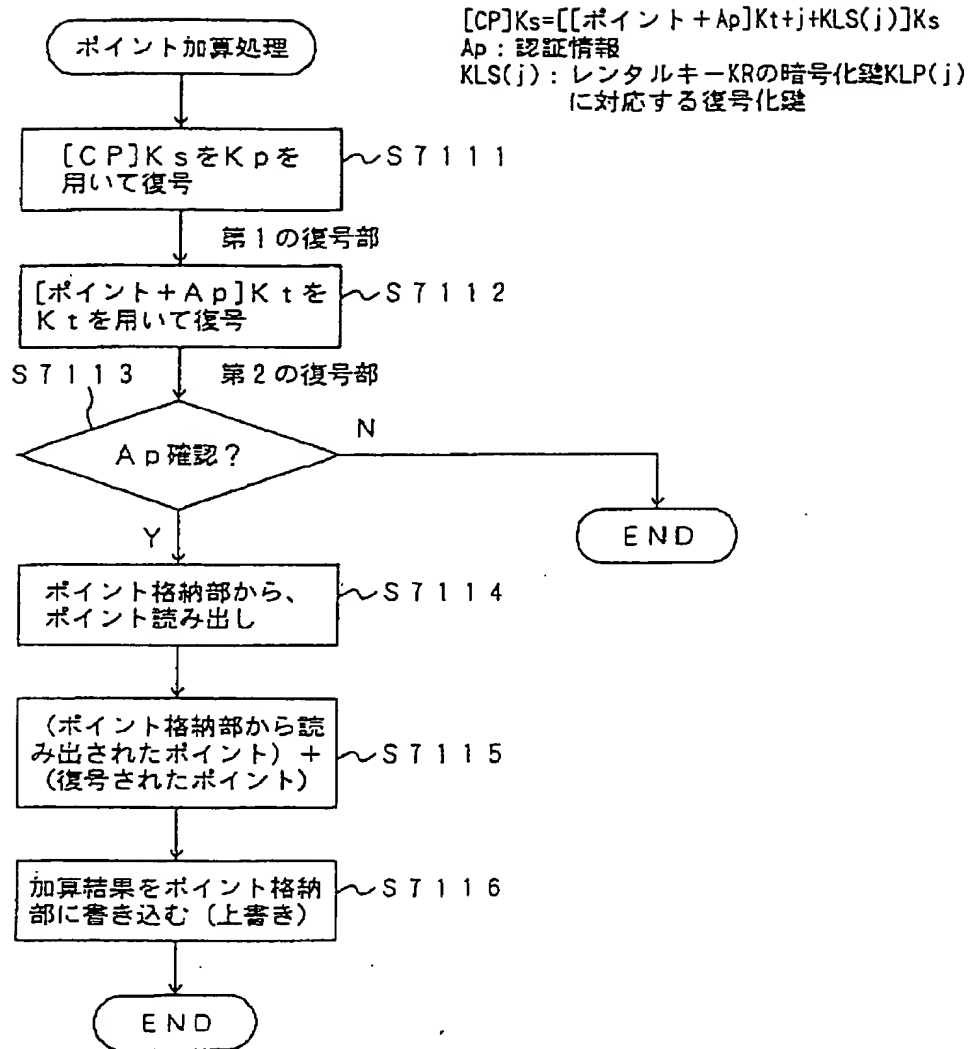 ポイント加算処理
[CP]Ks=[[ポイント+Ap]Kt+j+KLS(j)]Ks
Ap:認証情報
KLS(j):レンタルキーKRの暗号化鍵KLP(j)
に対応する復号化鍵
[CP]KsをKpを
用いて復号
S7111
第1の復号部
[ポイント+Ap]Ktを
Ktを用いて復号
S7112
S7113
第2の復号部
Ap確認?
N
END
Y
ポイント格納部から、
ポイント読み出し
S7114
(ポイント格納部から読
み出されたポイント)+
(復号されたポイント)
S7115
加算結果をポイント格納
部に書き込む(上書き)
S7116
END